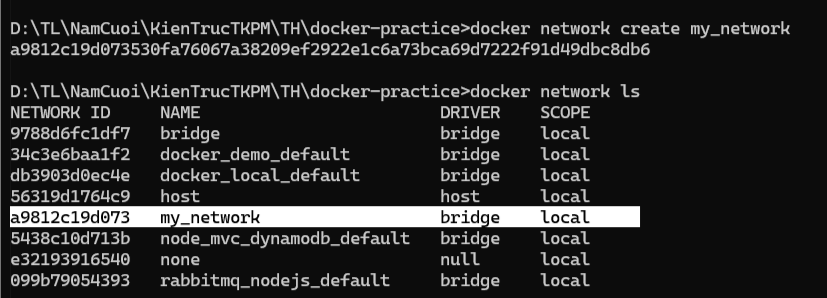 D:\TL\NamCuoi\KienTrucTKPM\TH\docker-practice>docker network create my_network
a9812c19d073530fa76067a38209ef2922e1c6a73bca69d7222f91d49dbc8db6
D:\TL\NamCuoi\KienTrucTKPM\TH\docker-practice>docker network ls
NETWORK ID     NAME                       DRIVER    SCOPE
9788d6fc1df7   bridge                     bridge    local
34c3e6baa1f2   docker_demo_default        bridge    local
db3903d0ec4e   docker_local_default       bridge    local
56319d1764c9   host                       host      local
a9812c19d073   my_network                 bridge    local
5438c10d713b   node_mvc_dynamodb_default  bridge    local
e32193916540   none                       null      local
099b79054393   rabbitmq_nodejs_default    bridge    local